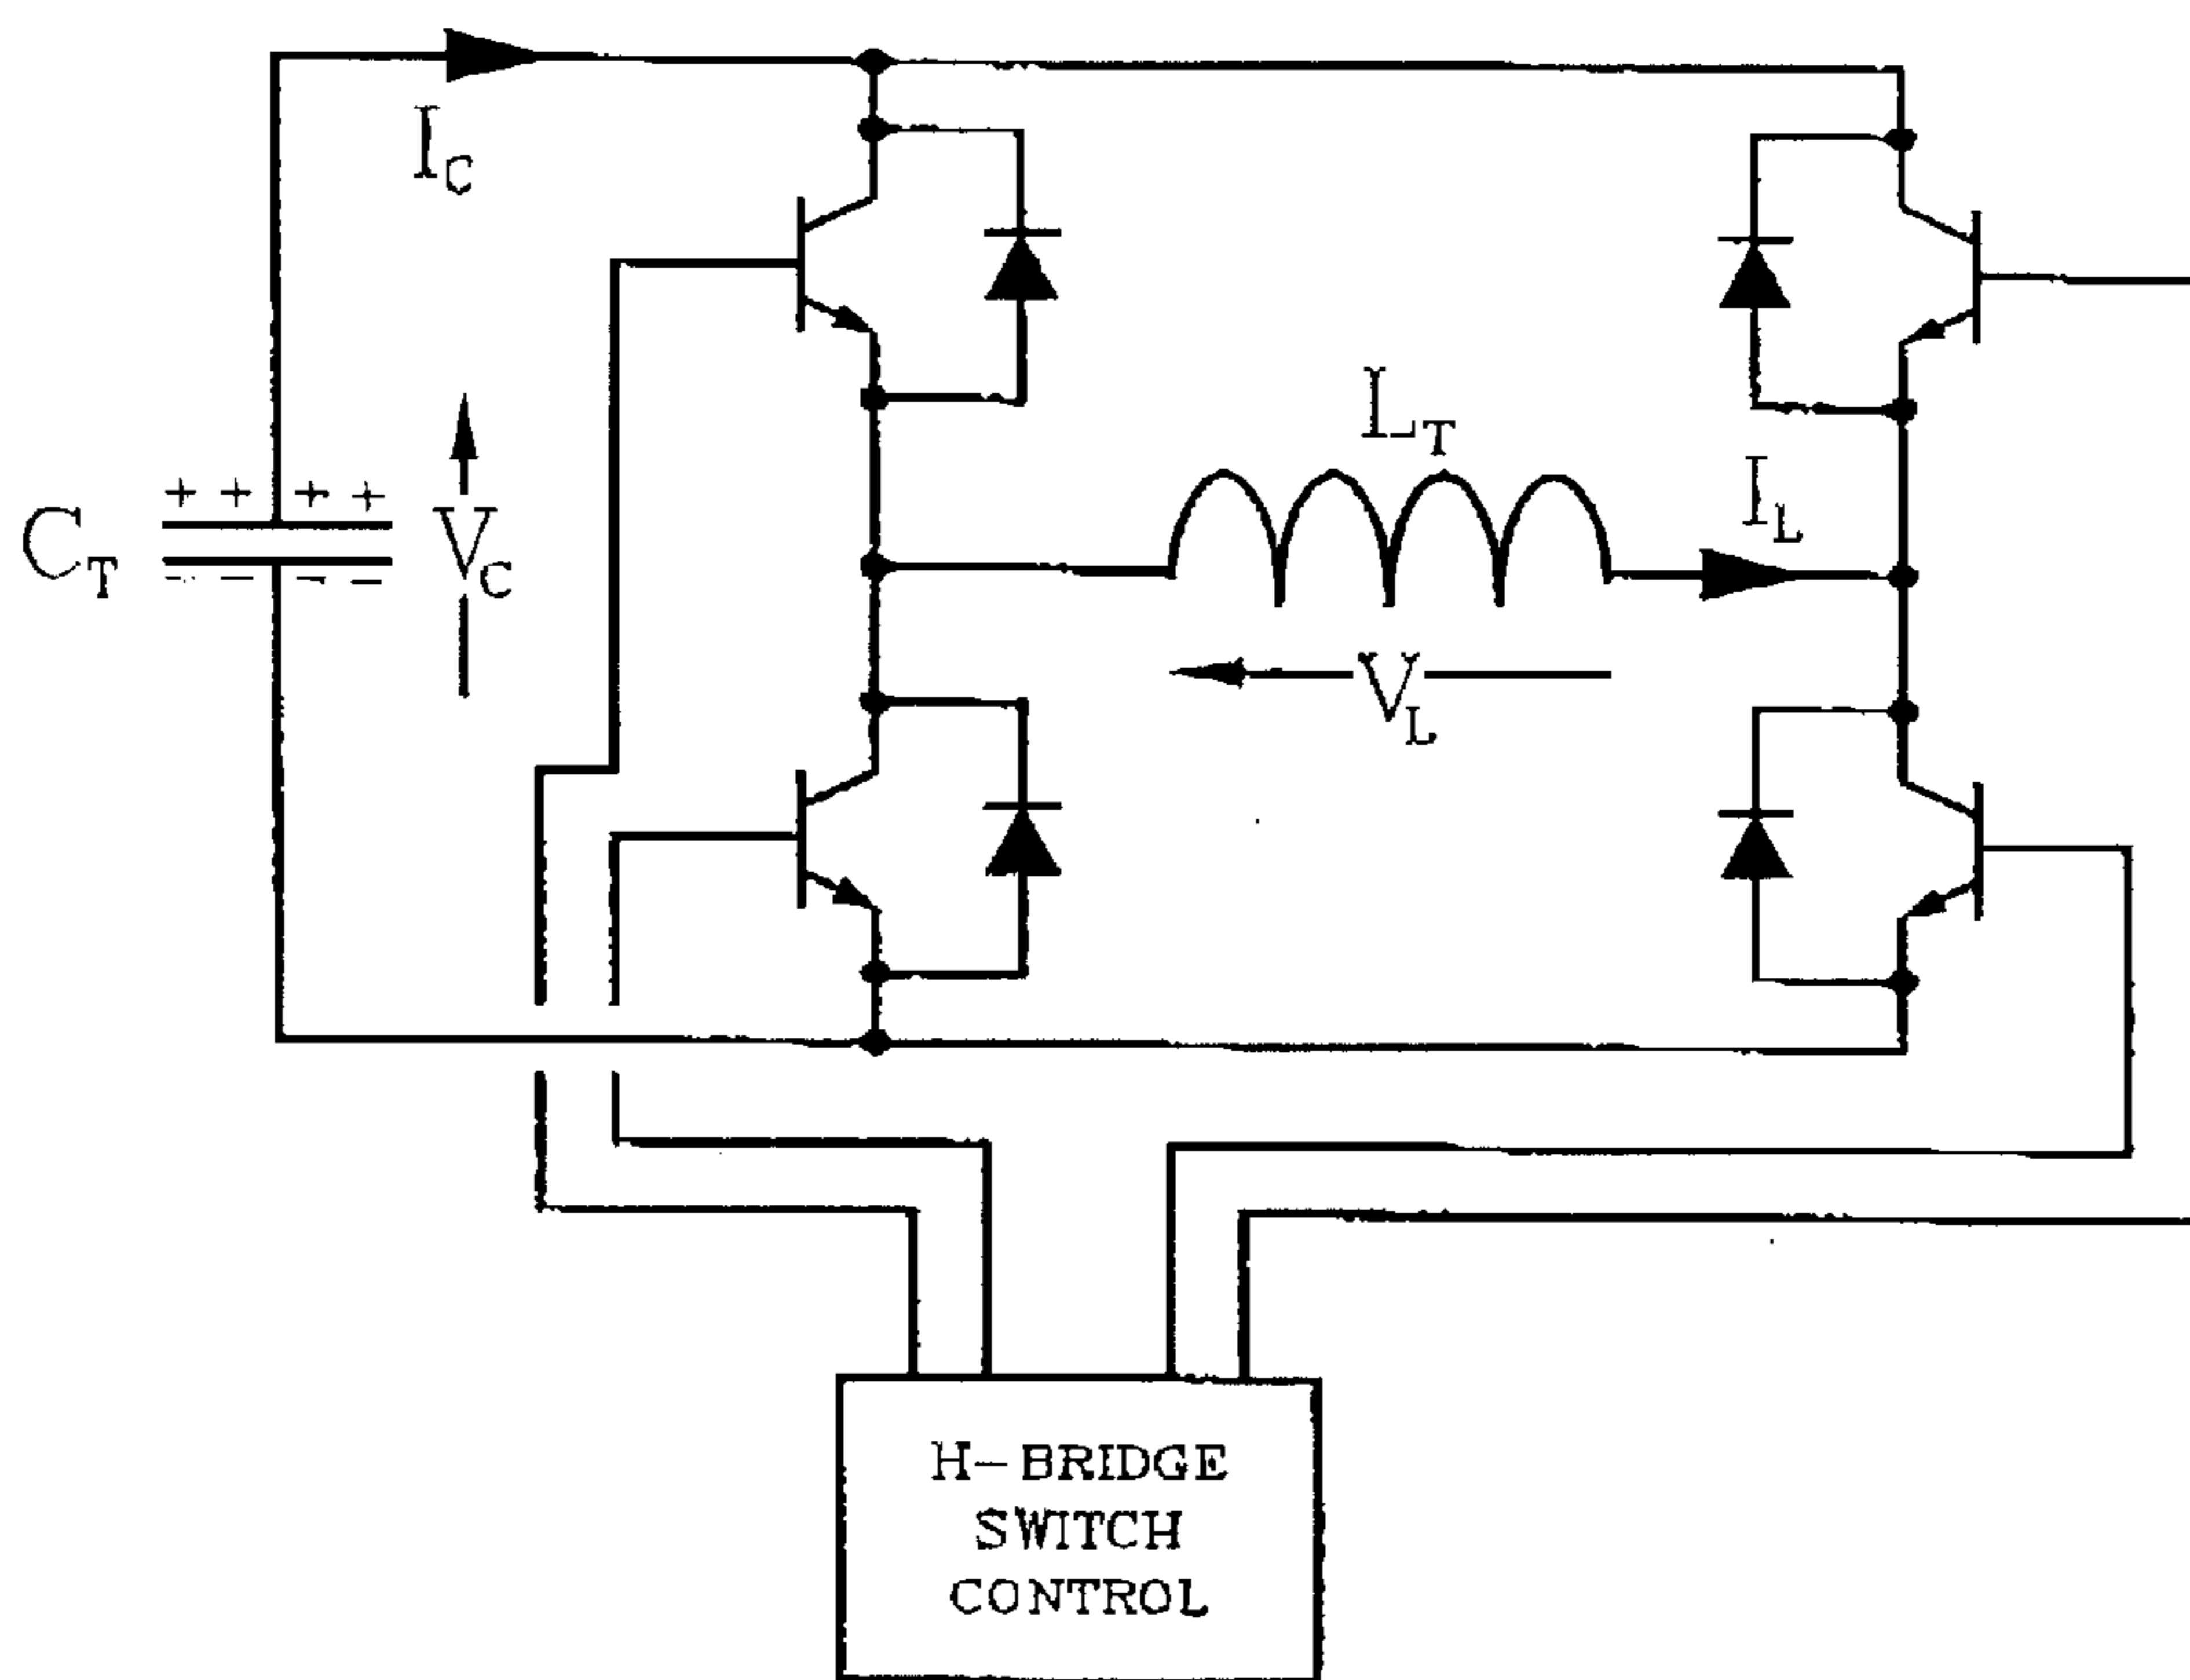 I_C
+ + + +
C_T
V_C
- - - -
L_T
I_L
V_L
H-BRIDGE
SWITCH
CONTROL